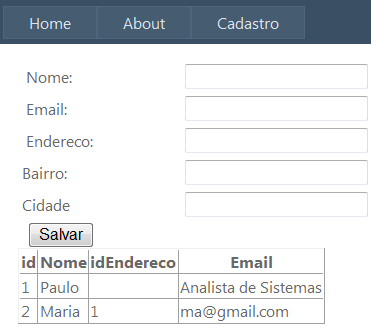 Home About Cadastro
Nome:
Email:
Endereco:
Bairro:
Cidade
Salvar
id Nome idEndereco Email
1 Paulo Analista de Sistemas
2 Maria 1 ma@gmail.com